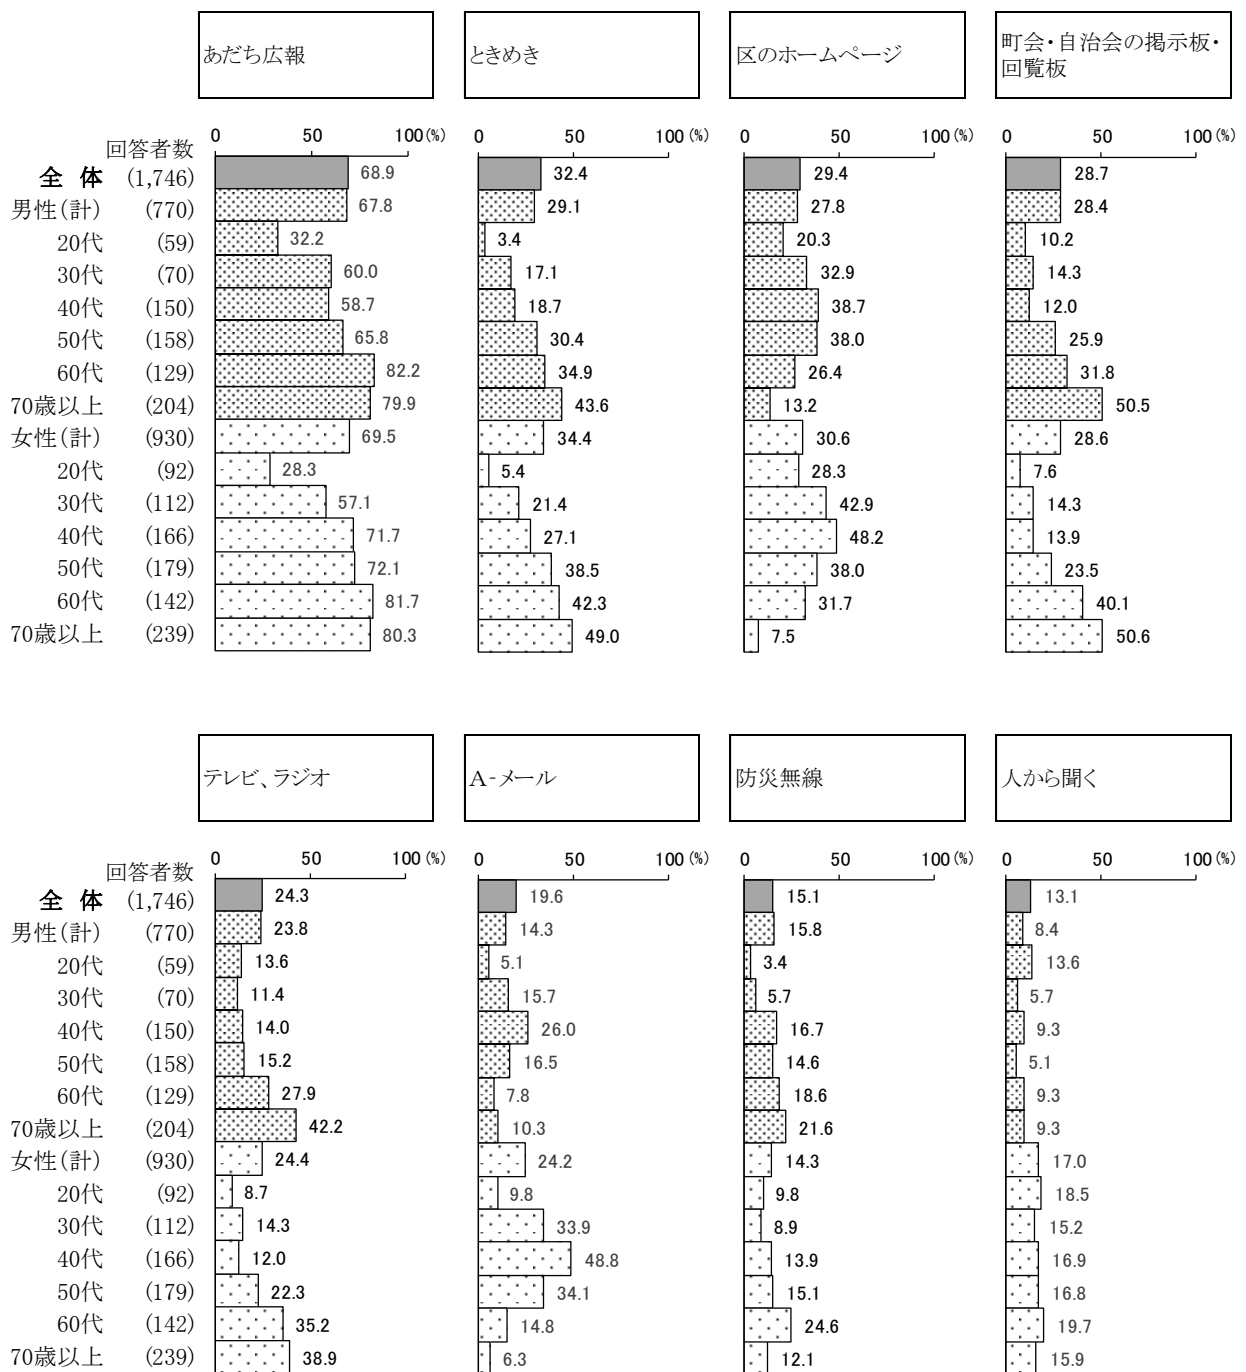 あだち広報 ときめき 区のホームページ 町会・自治会の掲示板・
回覧板
0 50 100(%) 0 50 100(%) 0 50 100(%) 0 50 100(%)
回答者数
全 体 (1,746) 68.9 32.4 29.4 28.7
男性(計) (770) 67.8 29.1 27.8 28.4
20代 (59) 32.2 3.4 20.3 10.2
30代 (70) 60.0 17.1 32.9 14.3
40代 (150) 58.7 18.7 38.7 12.0
50代 (158) 65.8 30.4 38.0 25.9
60代 (129) 82.2 34.9 26.4 31.8
70歳以上 (204) 79.9 43.6 13.2 50.5
女性(計) (930) 69.5 34.4 30.6 28.6
20代 (92) 28.3 5.4 28.3 7.6
30代 (112) 57.1 21.4 42.9 14.3
40代 (166) 71.7 27.1 48.2 13.9
50代 (179) 72.1 38.5 38.0 23.5
60代 (142) 81.7 42.3 31.7 40.1
70歳以上 (239) 80.3 49.0 7.5 50.6
テレビ、ラジオ A-メール 防災無線 人から聞く
0 50 100(%) 0 50 100(%) 0 50 100(%) 0 50 100(%)
回答者数
全 体 (1,746) 24.3 19.6 15.1 13.1
男性(計) (770) 23.8 14.3 15.8 8.4
20代 (59) 13.6 5.1 3.4 13.6
30代 (70) 11.4 15.7 5.7 5.7
40代 (150) 14.0 26.0 16.7 9.3
50代 (158) 15.2 16.5 14.6 5.1
60代 (129) 27.9 7.8 18.6 9.3
70歳以上 (204) 42.2 10.3 21.6 9.3
女性(計) (930) 24.4 24.2 14.3 17.0
20代 (92) 8.7 9.8 9.8 18.5
30代 (112) 14.3 33.9 8.9 15.2
40代 (166) 12.0 48.8 13.9 16.9
50代 (179) 22.3 34.1 15.1 16.8
60代 (142) 35.2 14.8 24.6 19.7
70歳以上 (239) 38.9 6.3 12.1 15.9